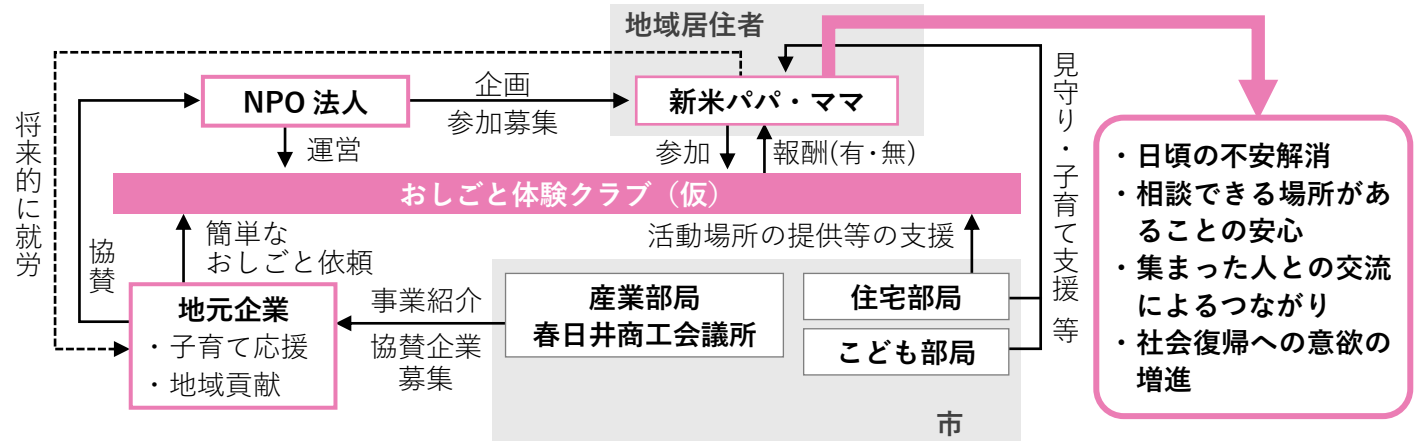 地域居住者
NPO 法人
企画
参加募集
新米パパ・ママ
運営
参加
報酬(有・無)
おしごと体験クラブ（仮）
将来的に就労
協賛
簡単な
おしごと依頼
活動場所の提供等の支援
見守り・子育て支援 等
地元企業
・子育て応援
・地域貢献
事業紹介
協賛企業
募集
産業部局
春日井商工会議所
住宅部局
こども部局
市
・日頃の不安解消
・相談できる場所があ
ることの安心
・集まった人との交流
によるつながり
・社会復帰への意欲の
増進